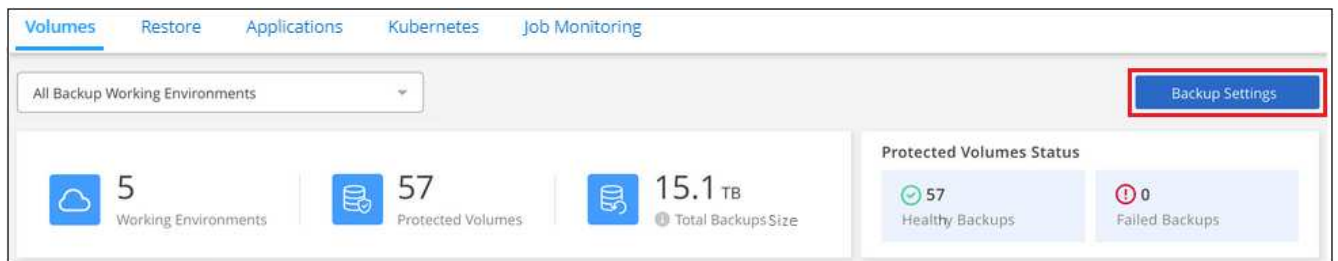 Volumes Restore Applications Kubernetes Job Monitoring
All Backup Working Environments
Backup Settings
5
Working Environments
57
Protected Volumes
15.1 TB
Total Backups Size
Protected Volumes Status
57
Healthy Backups
0
Failed Backups